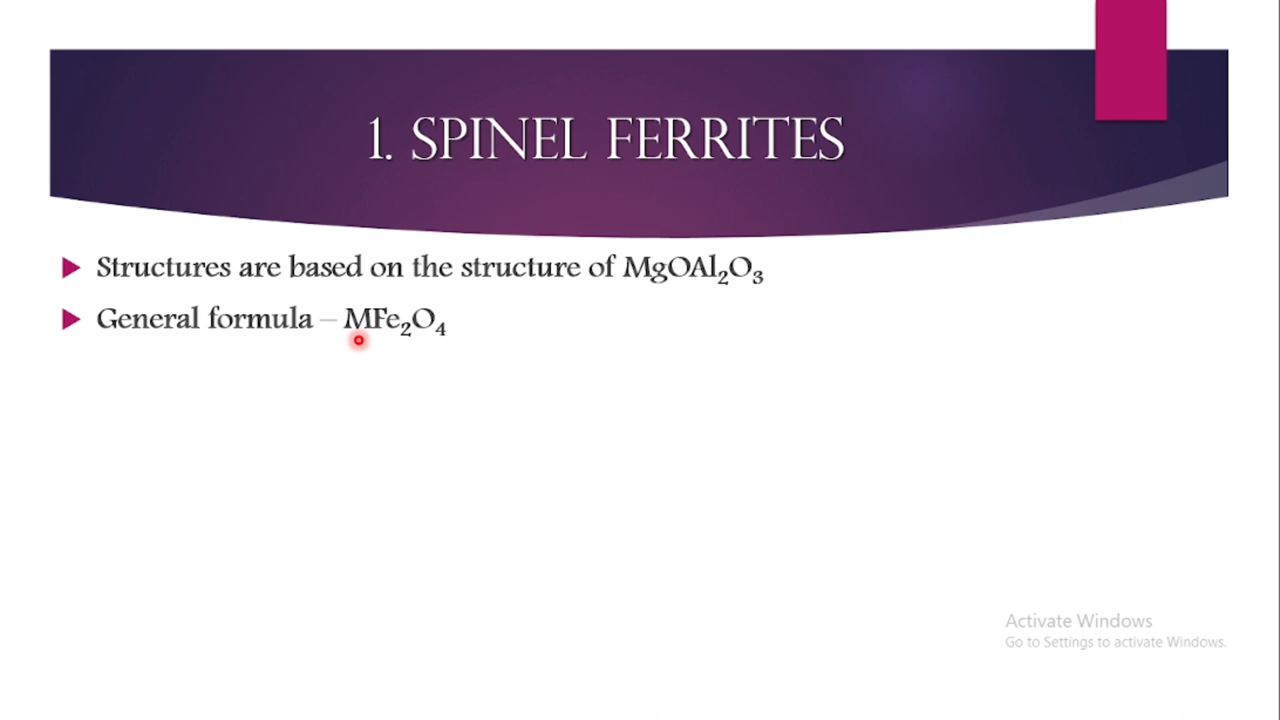 1. SPINEL FERRITES
Structures are based on the structure of MgOAl₂O₃
General formula – MFe₂O₄
Activate Windows
Go to Settings to activate Windows.